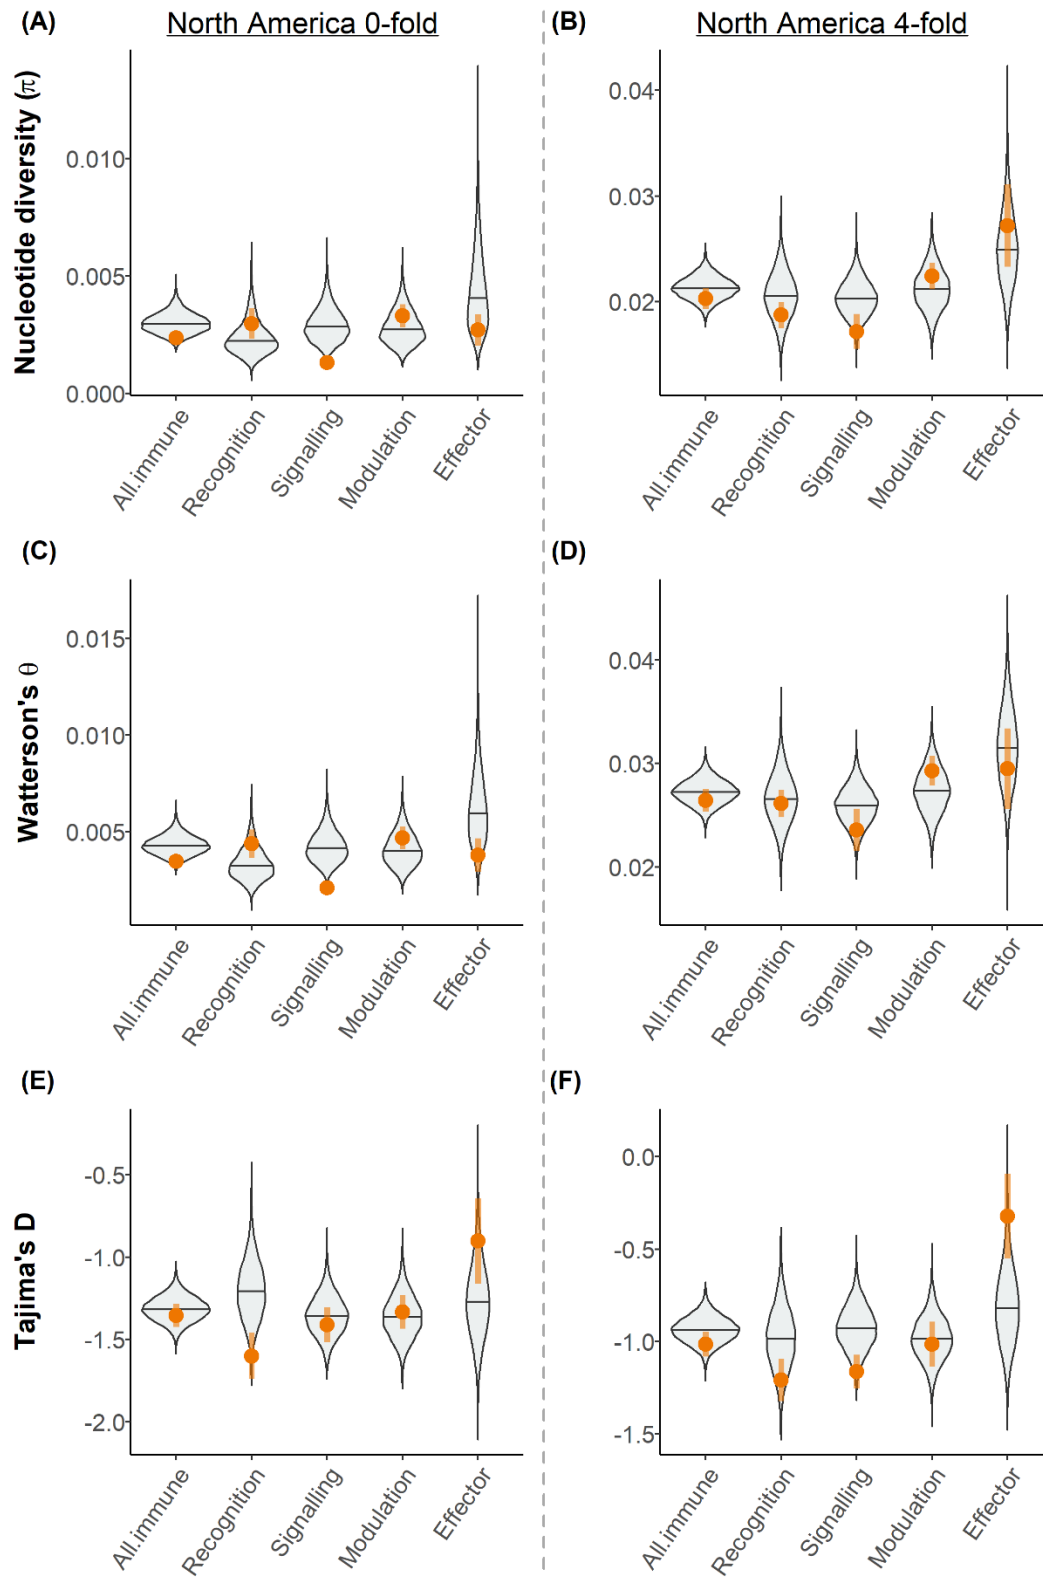 (A) North America 0-fold
(B) North America 4-fold
Nucleotide diversity (π)
0.010
0.005
0.000
All.immune
Recognition
Signalling
Modulation
Effector
0.04
0.03
0.02
All.immune
Recognition
Signalling
Modulation
Effector
(C)
(D)
Watterson's θ
0.015
0.010
0.005
All.immune
Recognition
Signalling
Modulation
Effector
0.04
0.03
0.02
All.immune
Recognition
Signalling
Modulation
Effector
(E)
(F)
Tajima's D
-0.5
-1.0
-1.5
-2.0
All.immune
Recognition
Signalling
Modulation
Effector
0.0
-0.5
-1.0
-1.5
All.immune
Recognition
Signalling
Modulation
Effector